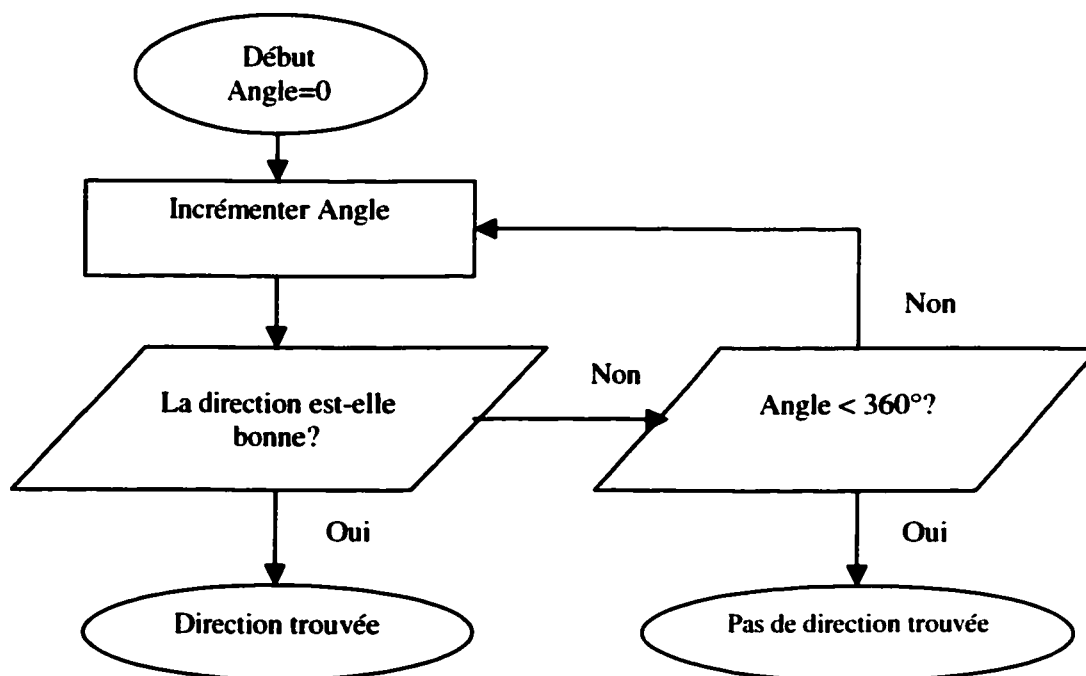 Début
Angle=0
Incrémenter Angle
Non
La direction est-elle
bonne?
Non
Angle < 360°?
Oui
Oui
Direction trouvée
Pas de direction trouvée